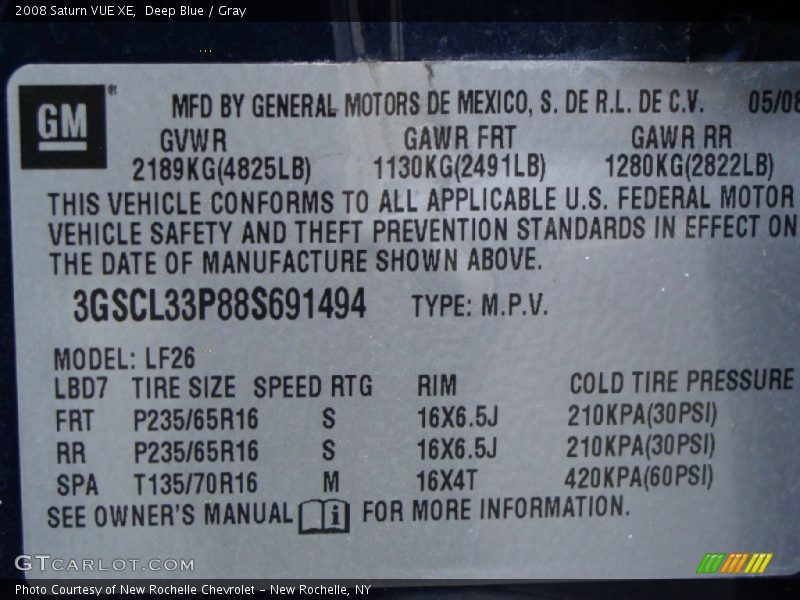 2008 Saturn VUE XE, Deep Blue / Gray
GM®
MFD BY GENERAL MOTORS DE MEXICO, S. DE R.L. DE C.V. 05/08
GVWR GAWR FRT GAWR RR
2189KG(4825LB) 1130KG(2491LB) 1280KG(2822LB)
THIS VEHICLE CONFORMS TO ALL APPLICABLE U.S. FEDERAL MOTOR
VEHICLE SAFETY AND THEFT PREVENTION STANDARDS IN EFFECT ON
THE DATE OF MANUFACTURE SHOWN ABOVE.
3GSCL33P88S691494 TYPE: M.P.V.
MODEL: LF26
LBD7 TIRE SIZE SPEED RTG RIM COLD TIRE PRESSURE
FRT P235/65R16 S 16X6.5J 210KPA(30PSI)
RR P235/65R16 S 16X6.5J 210KPA(30PSI)
SPA T135/70R16 M 16X4T 420KPA(60PSI)
SEE OWNER'S MANUAL i FOR MORE INFORMATION.
GTCARLOT.COM
Photo Courtesy of New Rochelle Chevrolet - New Rochelle, NY